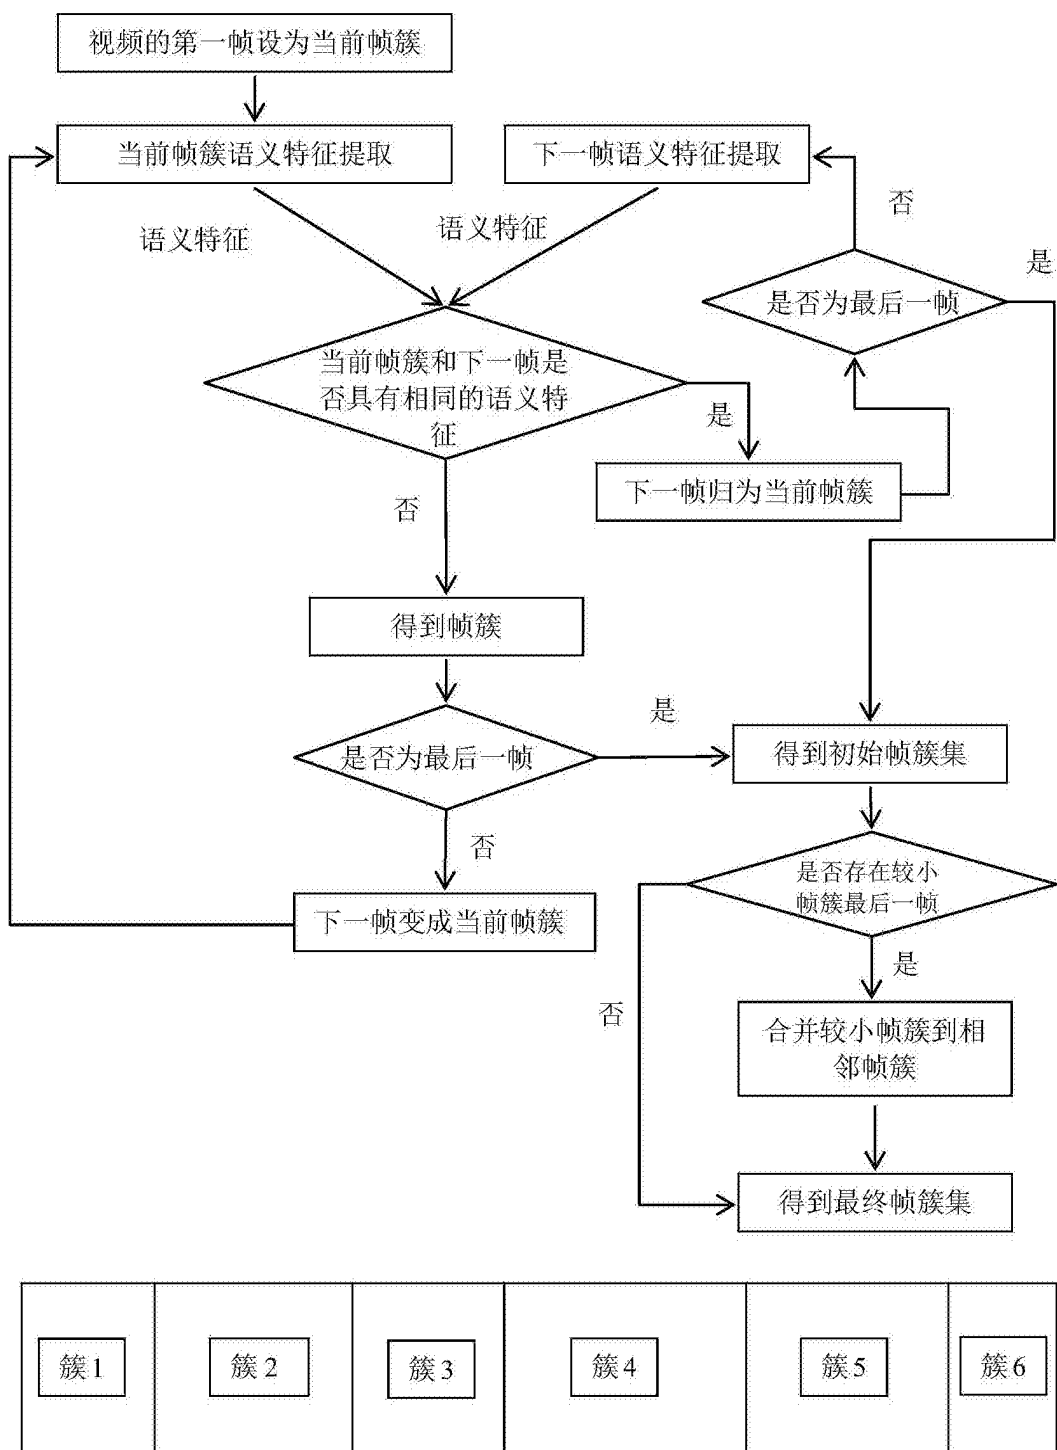 视频的第一帧设为当前帧簇
当前帧簇语义特征提取
下一帧语义特征提取
否
语义特征
语义特征
是
是否为最后一帧
当前帧簇和下一帧是
否具有相同的语义特
征
是
下一帧归为当前帧簇
否
得到帧簇
是
是否为最后一帧
得到初始帧簇集
否
是否存在较小
帧簇最后一帧
下一帧变成当前帧簇
是
否
合并较小帧簇到相
邻帧簇
得到最终帧簇集
簇1
簇2
簇3
簇4
簇5
簇6